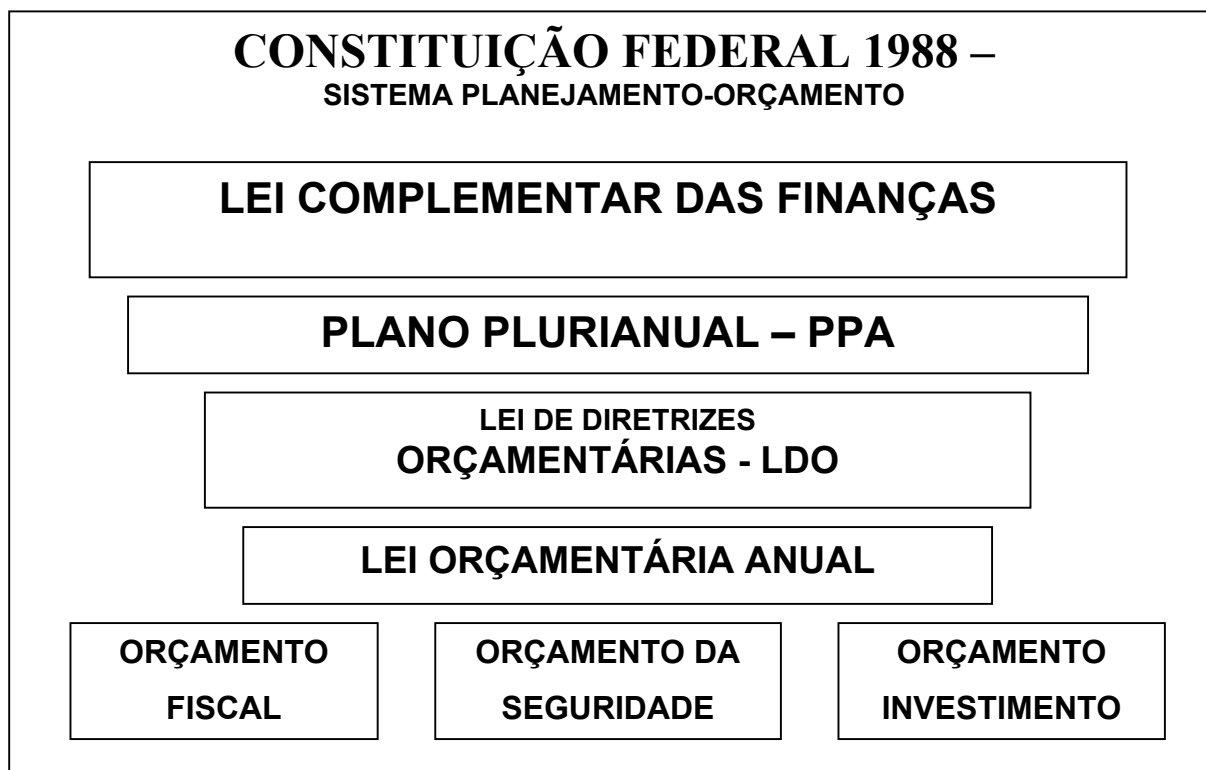 CONSTITUIÇÃO FEDERAL 1988 –
SISTEMA PLANEJAMENTO-ORÇAMENTO
LEI COMPLEMENTAR DAS FINANÇAS
PLANO PLURIANUAL – PPA
LEI DE DIRETRIZES
ORÇAMENTÁRIAS - LDO
LEI ORÇAMENTÁRIA ANUAL
ORÇAMENTO
FISCAL
ORÇAMENTO DA
SEGURIDADE
ORÇAMENTO
INVESTIMENTO